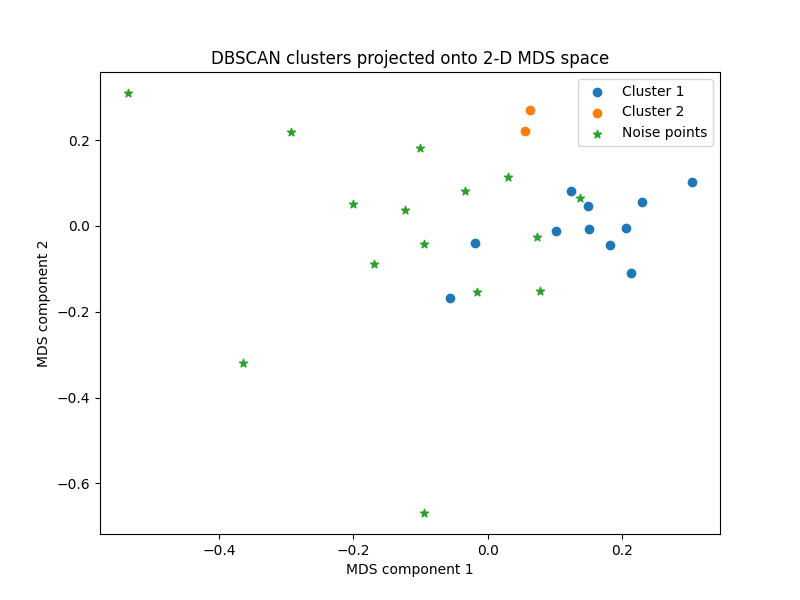 DBSCAN clusters projected onto 2-D MDS space
Cluster 1
Cluster 2
Noise points
0.2
0.0
−0.2
−0.4
−0.6
MDS component 2
−0.4
−0.2
0.0
0.2
MDS component 1